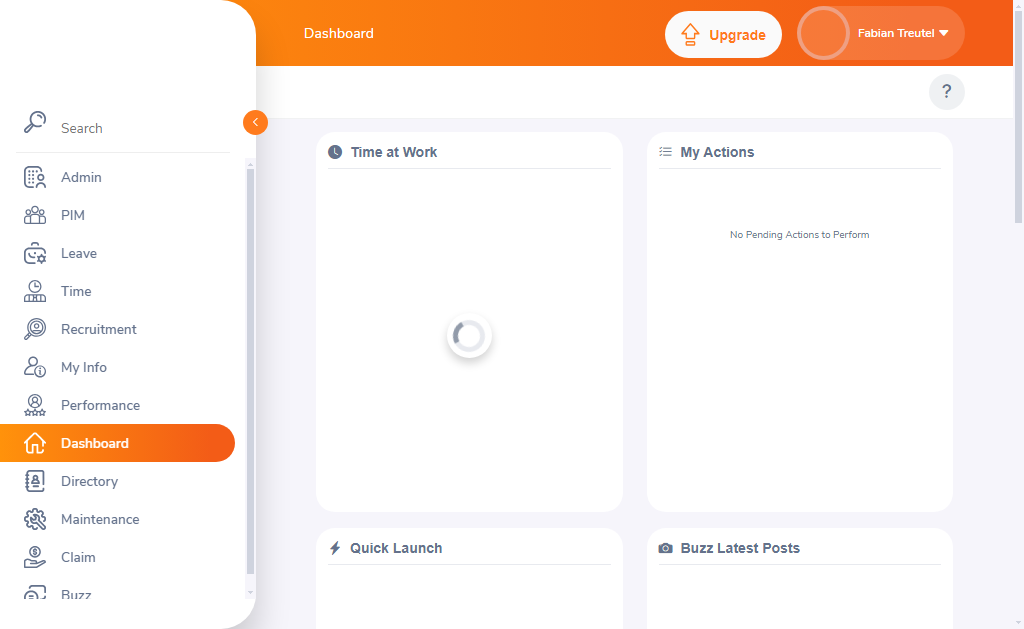 Dashboard
Upgrade
Fabian Treutel
?
Search
Admin
PIM
Leave
Time
Recruitment
My Info
Performance
Dashboard
Directory
Maintenance
Claim
Buzz
Time at Work
My Actions
No Pending Actions to Perform
Quick Launch
Buzz Latest Posts